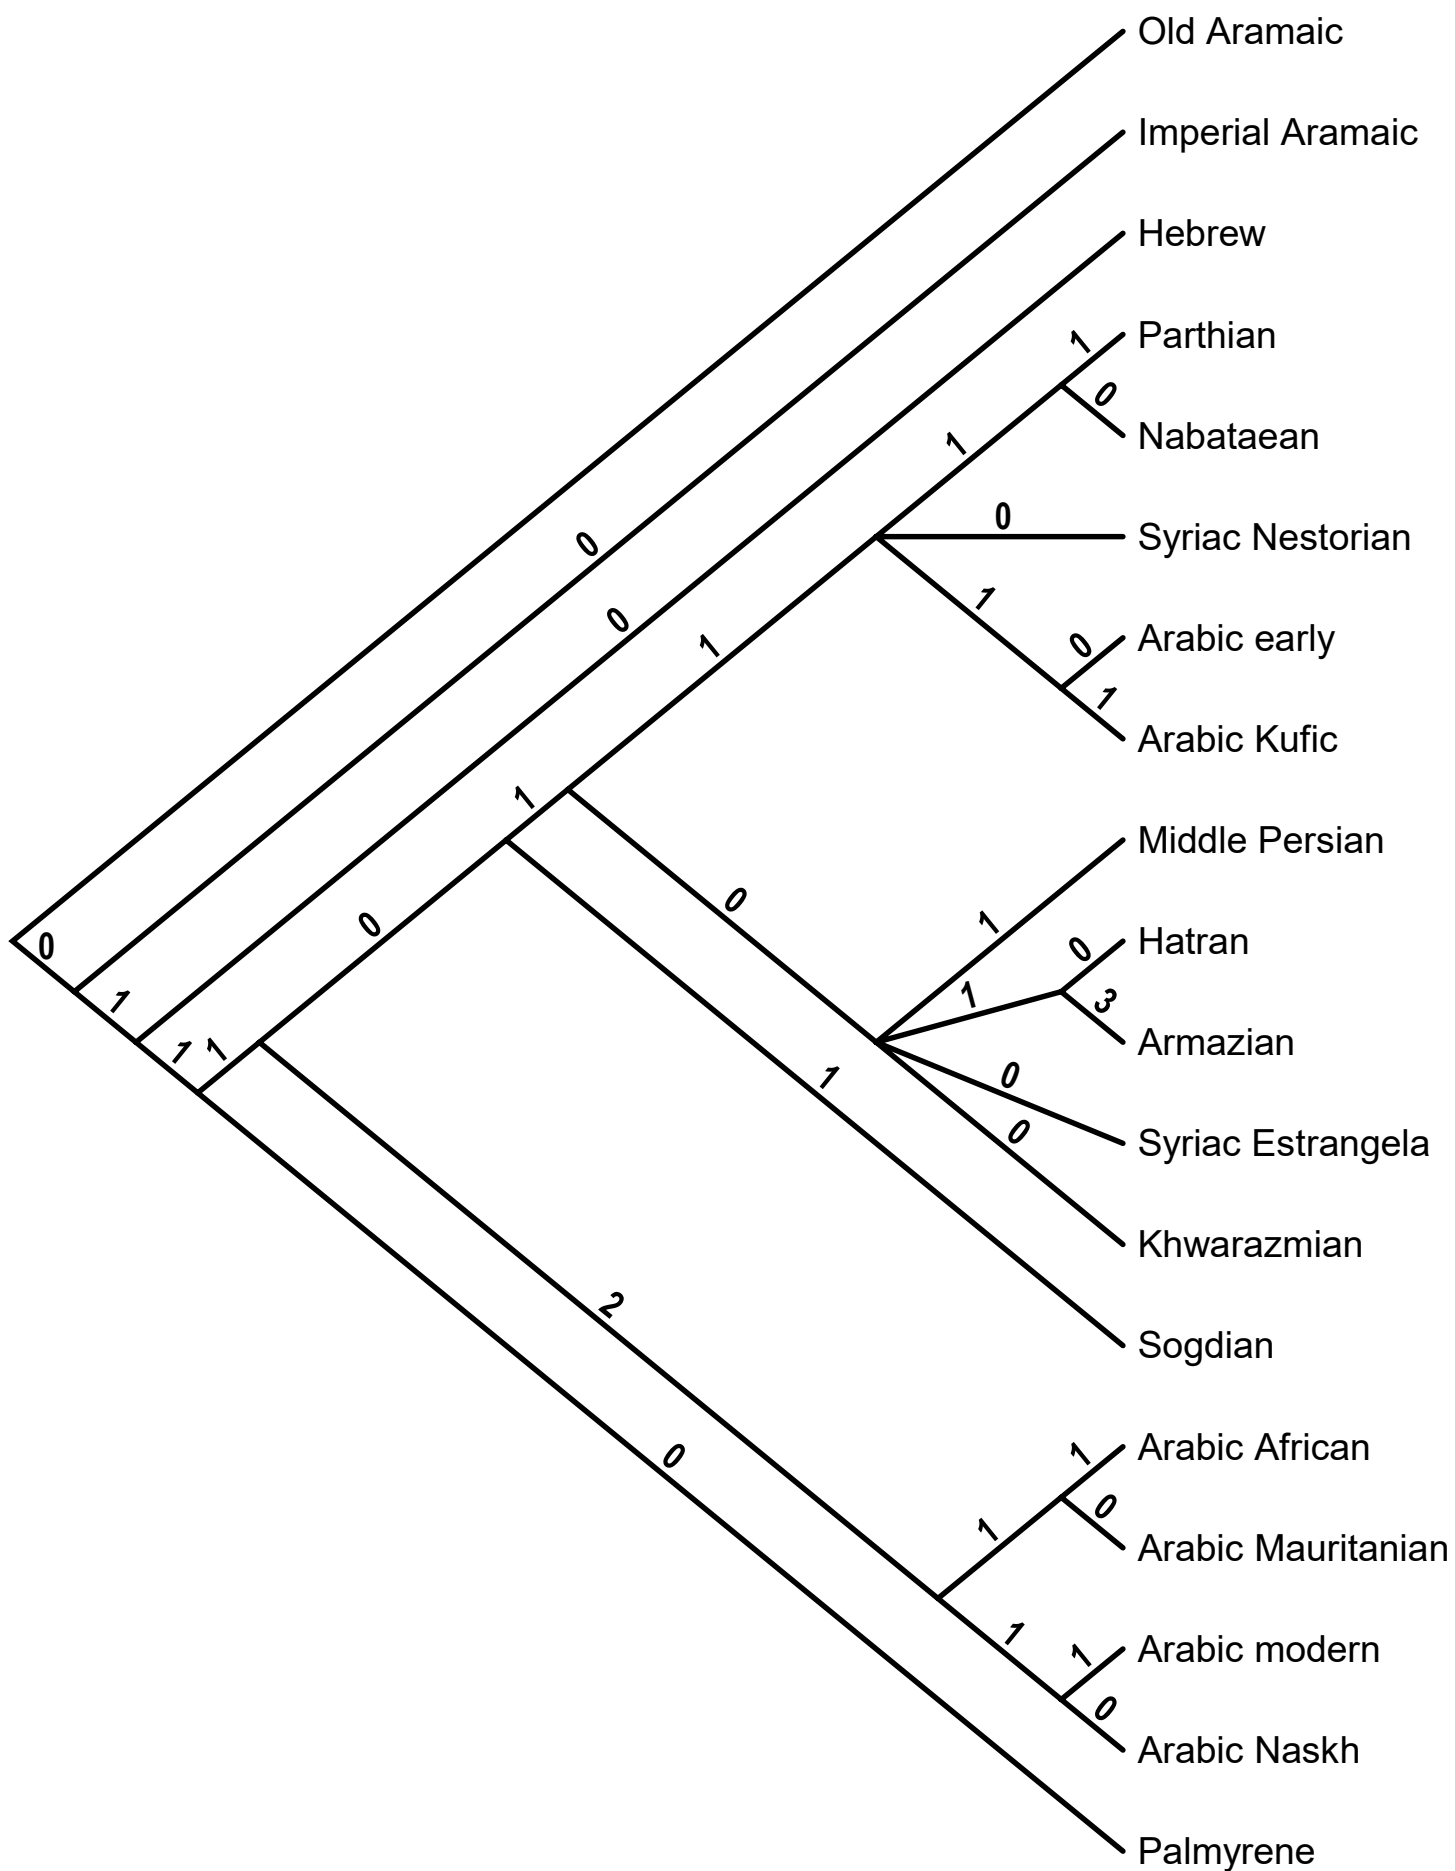 Old Aramaic
Imperial Aramaic
Hebrew
1 Parthian
0 Nabataean
1
0 Syriac Nestorian
0
1
0 Arabic early
0
1
1 Arabic Kufic
1
Middle Persian
0
0
1
0 Hatran
0
1
3 Armazian
1
1 1
0
1
0 Syriac Estrangela
0 Khwarazmian
2
Sogdian
0
1 Arabic African
0 Arabic Mauritanian
1
1
1 Arabic modern
0 Arabic Naskh
Palmyrene